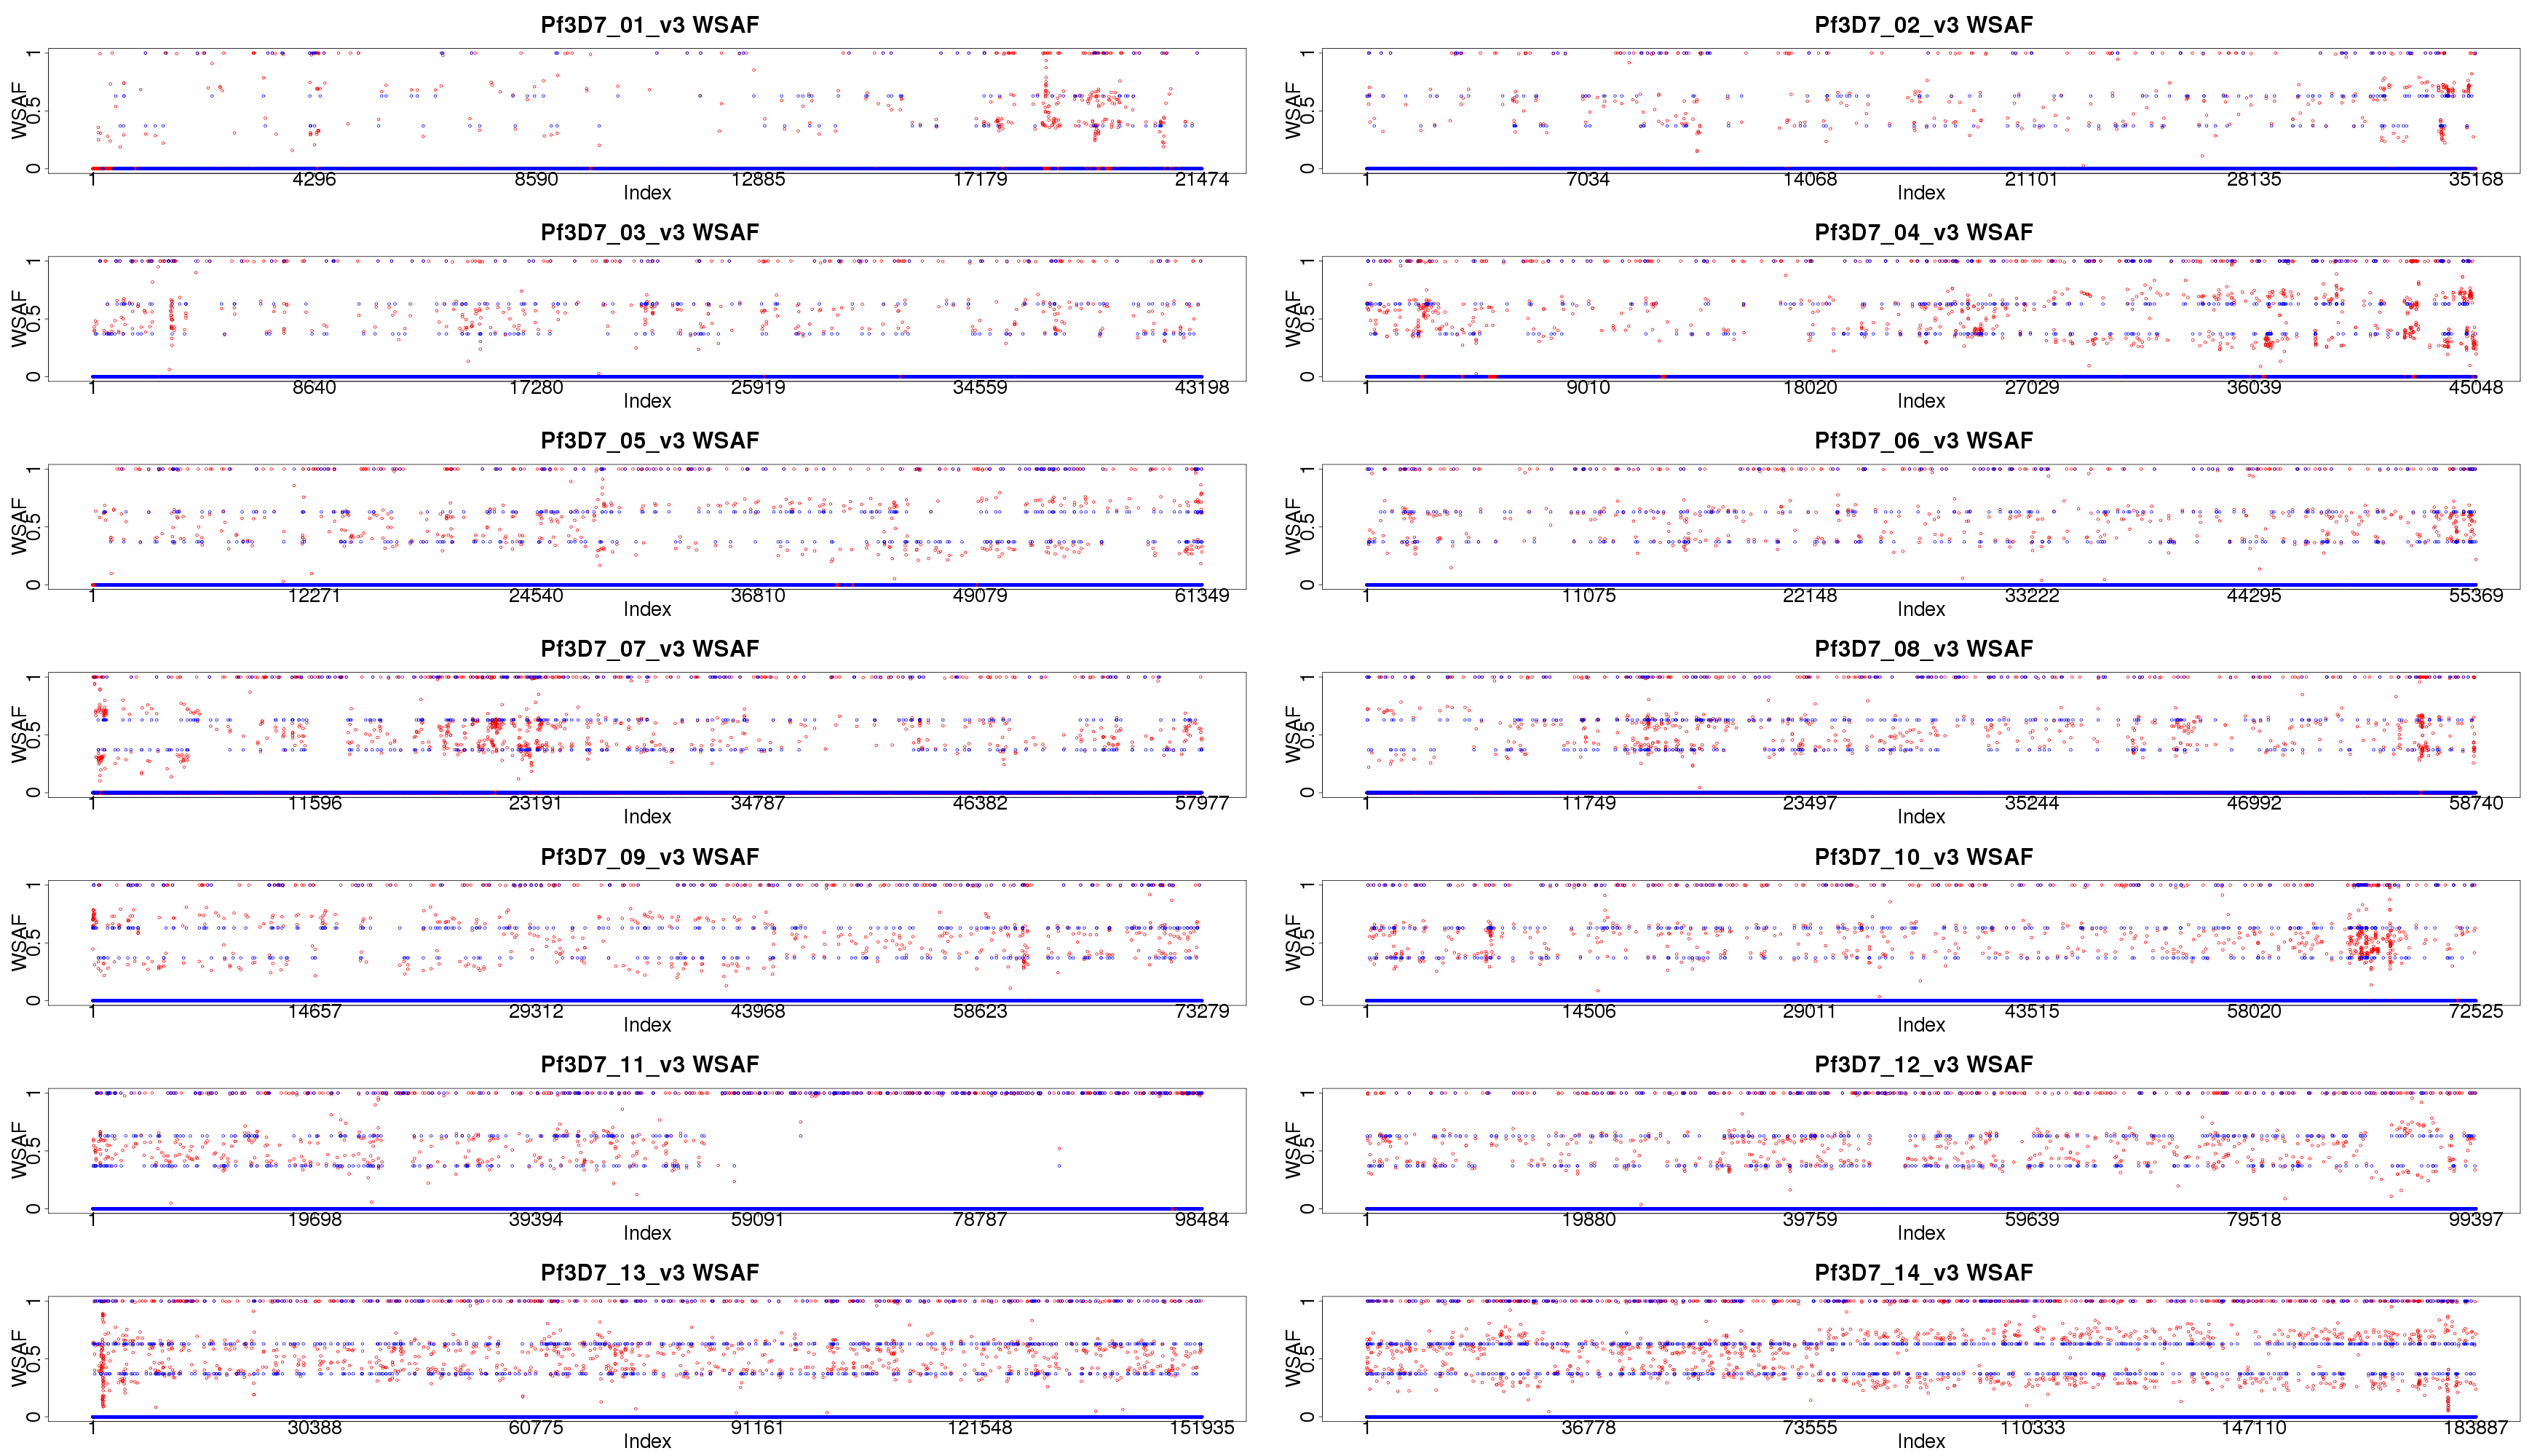 Pf3D7_01_v3 WSAF
WSAF
0 0.5 1
1 4296 8590 12885 17179 21474
Index
Pf3D7_02_v3 WSAF
WSAF
0 0.5 1
1 7034 14068 21101 28135 35168
Index
Pf3D7_03_v3 WSAF
WSAF
0 0.5 1
1 8640 17280 25919 34559 43198
Index
Pf3D7_04_v3 WSAF
WSAF
0 0.5 1
1 9010 18020 27029 36039 45048
Index
Pf3D7_05_v3 WSAF
WSAF
0 0.5 1
1 12271 24540 36810 49079 61349
Index
Pf3D7_06_v3 WSAF
WSAF
0 0.5 1
1 11075 22148 33222 44295 55369
Index
Pf3D7_07_v3 WSAF
WSAF
0 0.5 1
1 11596 23191 34787 46382 57977
Index
Pf3D7_08_v3 WSAF
WSAF
0 0.5 1
1 11749 23497 35244 46992 58740
Index
Pf3D7_09_v3 WSAF
WSAF
0 0.5 1
1 14657 29312 43968 58623 73279
Index
Pf3D7_10_v3 WSAF
WSAF
0 0.5 1
1 14506 29011 43515 58020 72525
Index
Pf3D7_11_v3 WSAF
WSAF
0 0.5 1
1 19698 39394 59091 78787 98484
Index
Pf3D7_12_v3 WSAF
WSAF
0 0.5 1
1 19880 39759 59639 79518 99397
Index
Pf3D7_13_v3 WSAF
WSAF
0 0.5 1
1 30388 60775 91161 121548 151935
Index
Pf3D7_14_v3 WSAF
WSAF
0 0.5 1
1 36778 73555 110333 147110 183887
Index